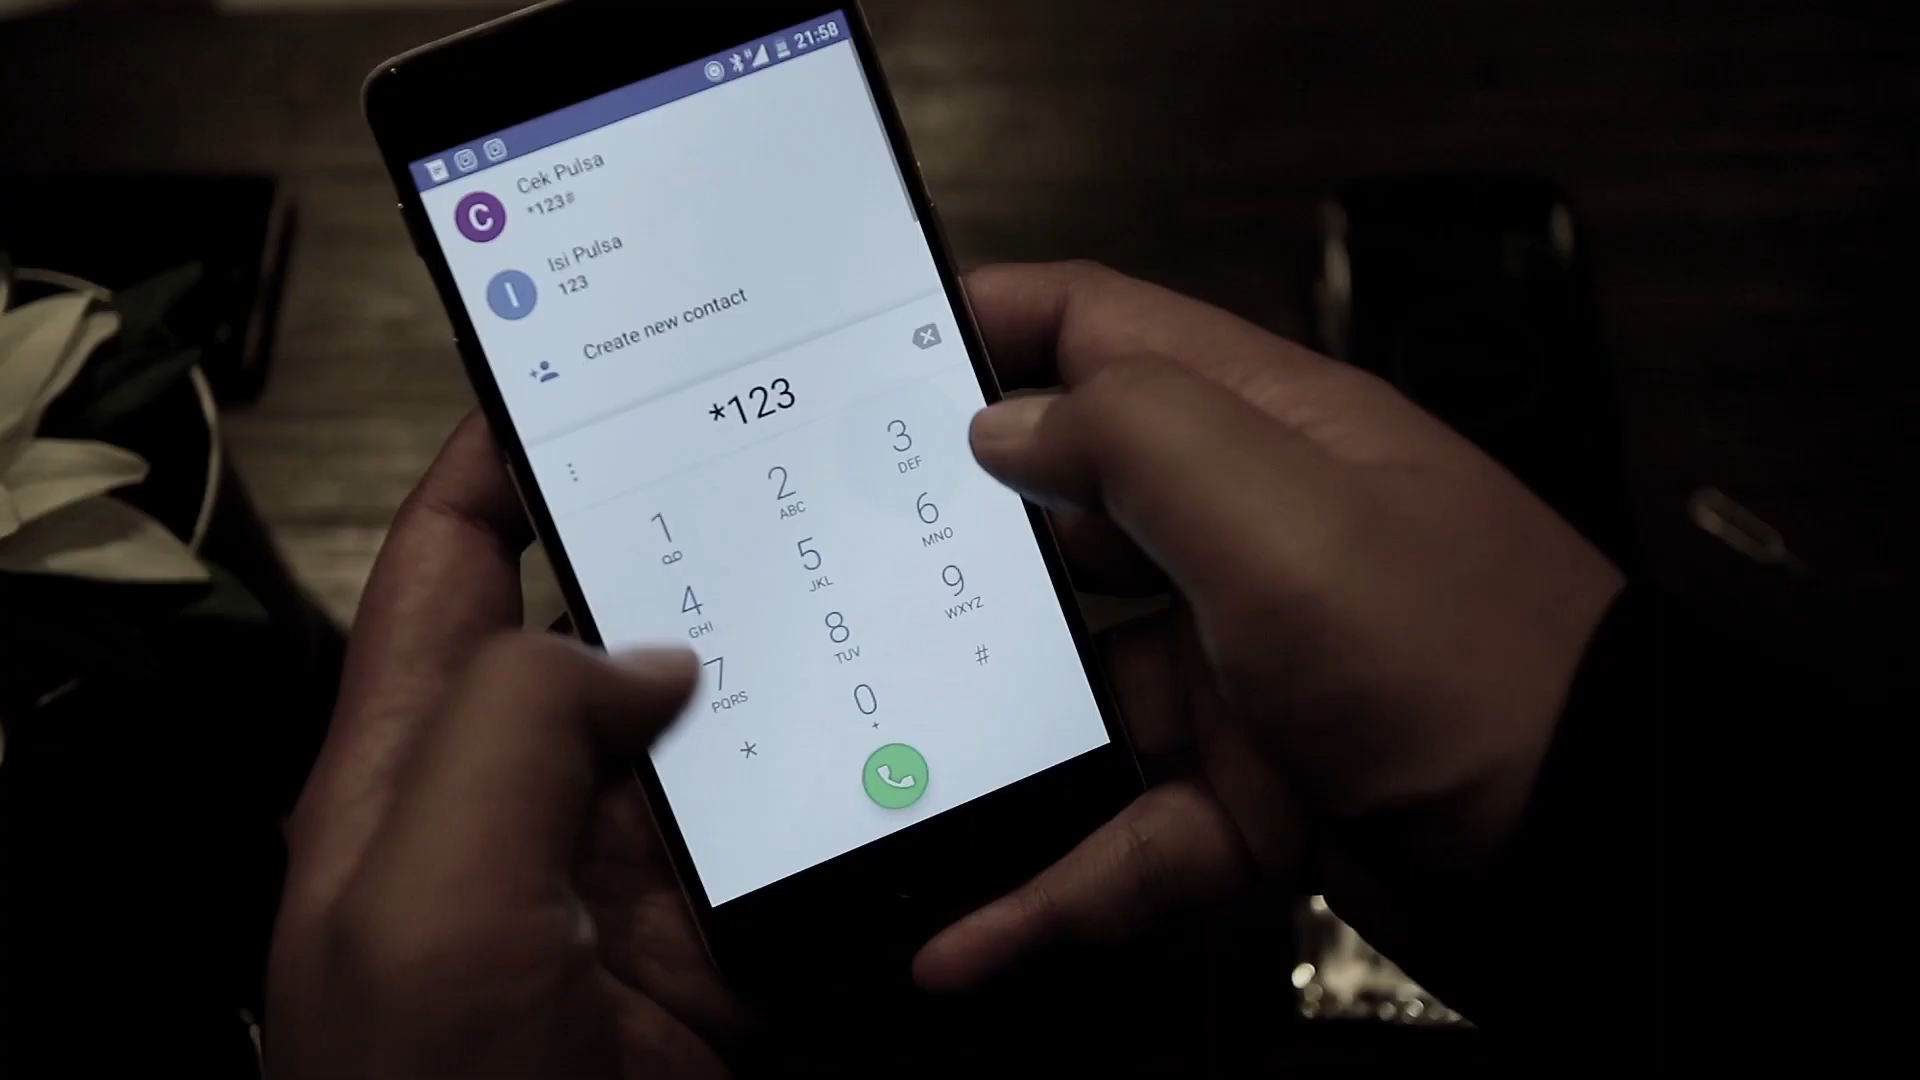 21:58
C
Cek Pulsa
*123#
I
Isi Pulsa
123
Create new contact
*123
1
2
ABC
3
DEF
4
GHI
5
JKL
6
MNO
7
PQRS
8
TUV
9
WXYZ
*
0
+
#